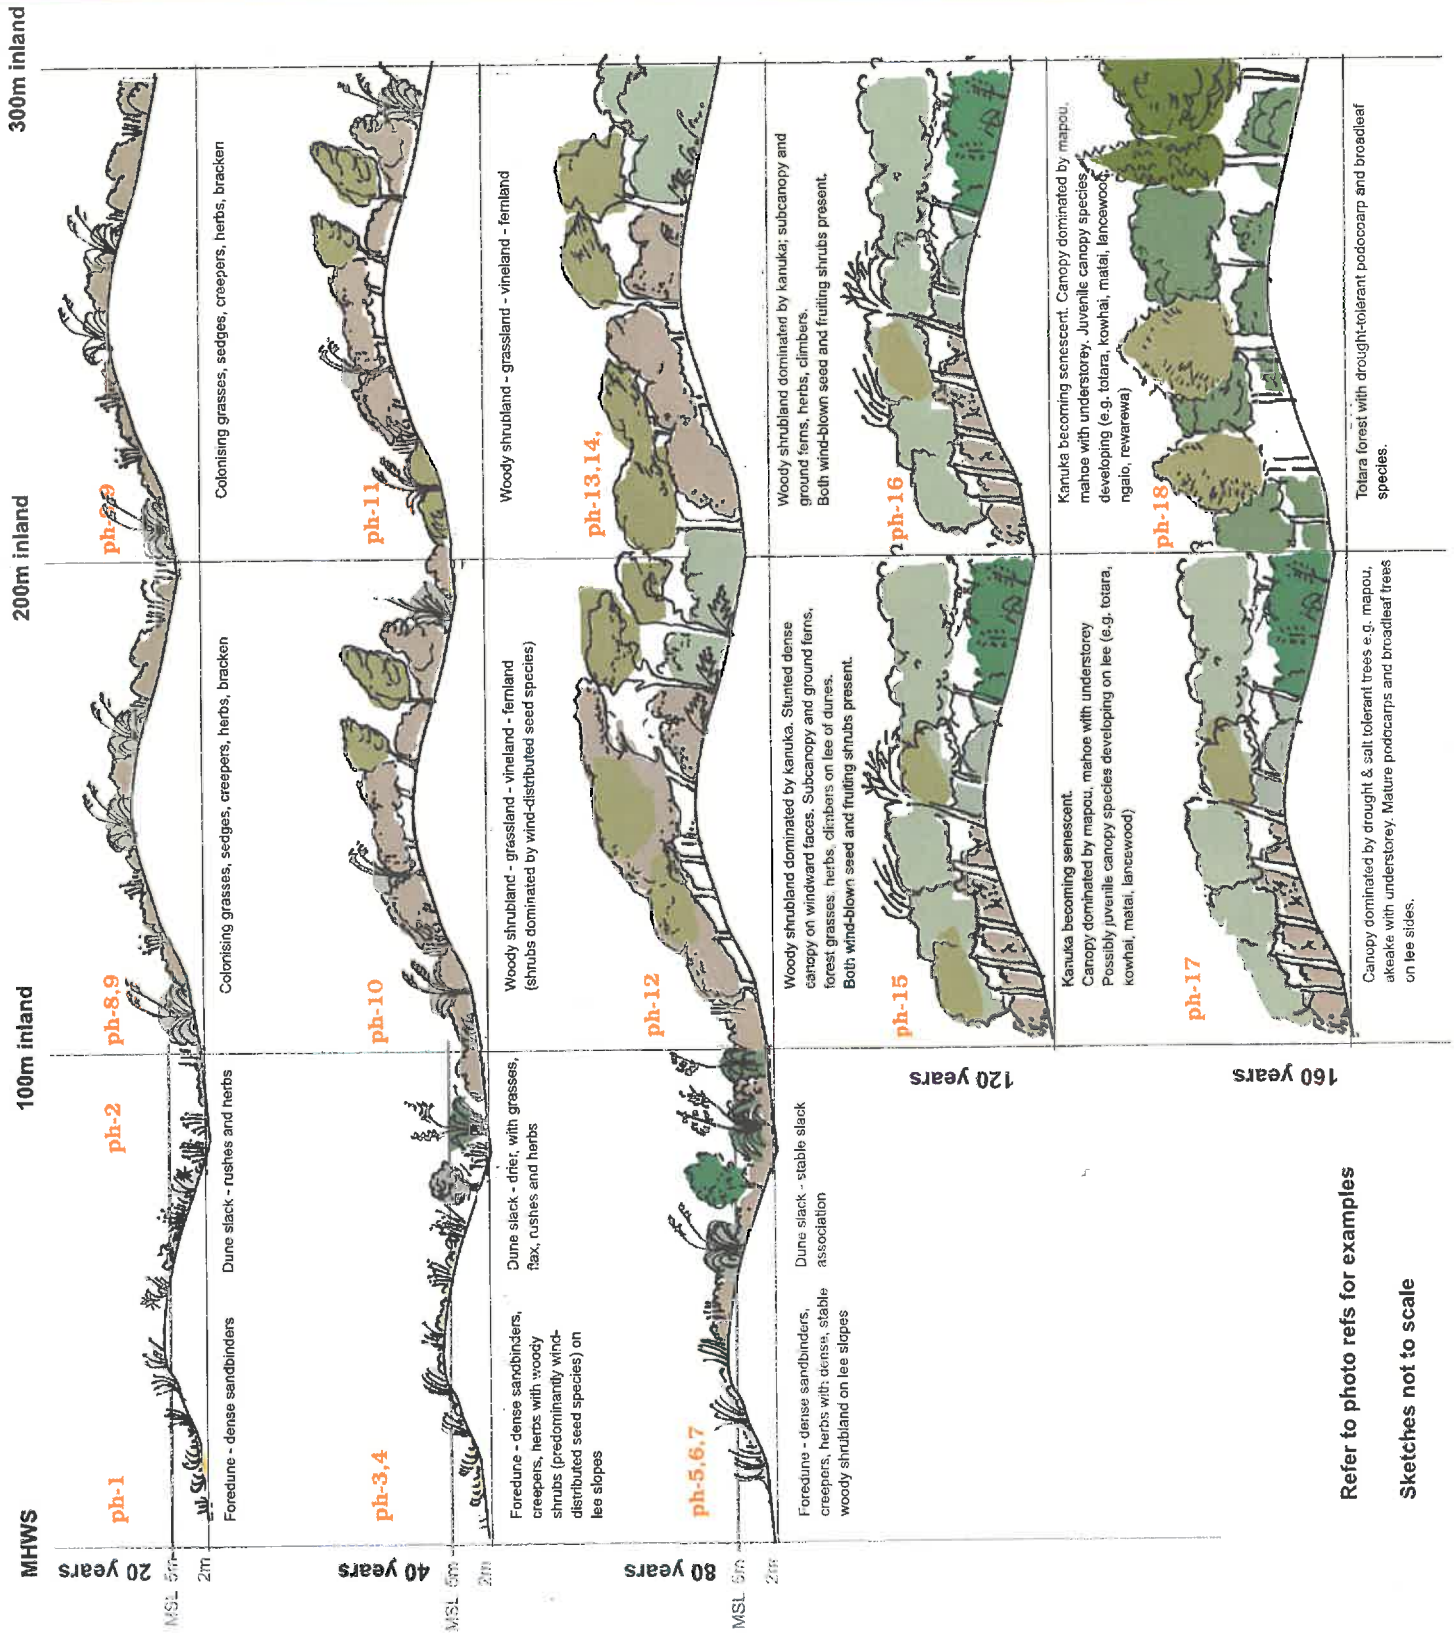 MHWS
100m inland
200m inland
300m inland
20 years
MSL 5m
2m
ph-1
ph-2
ph-8,9
Foredune - dense sandbinders
Dune slack - rushes and herbs
Colonising grasses, sedges, creepers, herbs, bracken
Colonising grasses, sedges, creepers, herbs, bracken
40 years
MSL 5m
2m
ph-3,4
ph-10
ph-11
Foredune - dense sandbinders,
creepers, herbs with woody
shrubs (predominantly wind-
distributed seed species) on
lee slopes
Dune slack - drier, with grasses,
flax, rushes and herbs
Woody shrubland - grassland - vineland - fernland
(shrubs dominated by wind-distributed seed species)
Woody shrubland - grassland - vineland - fernland
80 years
MSL 5m
2m
ph-5,6,7
ph-12
ph-13,14,
Foredune - dense sandbinders,
creepers, herbs with dense, stable
woody shrubland on lee slopes
Dune slack - stable slack
association
Woody shrubland dominated by kanuka. Stunted dense
canopy on windward faces. Subcanopy and ground ferns,
forest grasses, herbs, climbers on lee of dunes.
Both wind-blown seed and fruiting shrubs present.
Woody shrubland dominated by kanuka; subcanopy and
ground ferns, herbs, climbers.
Both wind-blown seed and fruiting shrubs present.
120 years
ph-15
ph-16
Kanuka becoming senescent.
Canopy dominated by mapou, mahoe with understorey
Possibly juvenile canopy species developing on lee (e.g. totara,
kowhai, matai, lancewood)
Kanuka becoming senescent. Canopy dominated by mapou,
mahoe with understorey. Juvenile canopy species
developing (e.g. totara, kowhai, matai, lancewood,
ngaio, rewarewa)
160 years
ph-17
ph-18
Canopy dominated by drought & salt tolerant trees e.g. mapu,
akeake with understorey. Mature podocarps and broadleaf trees
on lee sides.
Totara forest with drought-tolerant podocoarp and broadleaf
species.
Refer to photo refs for examples
Sketches not to scale